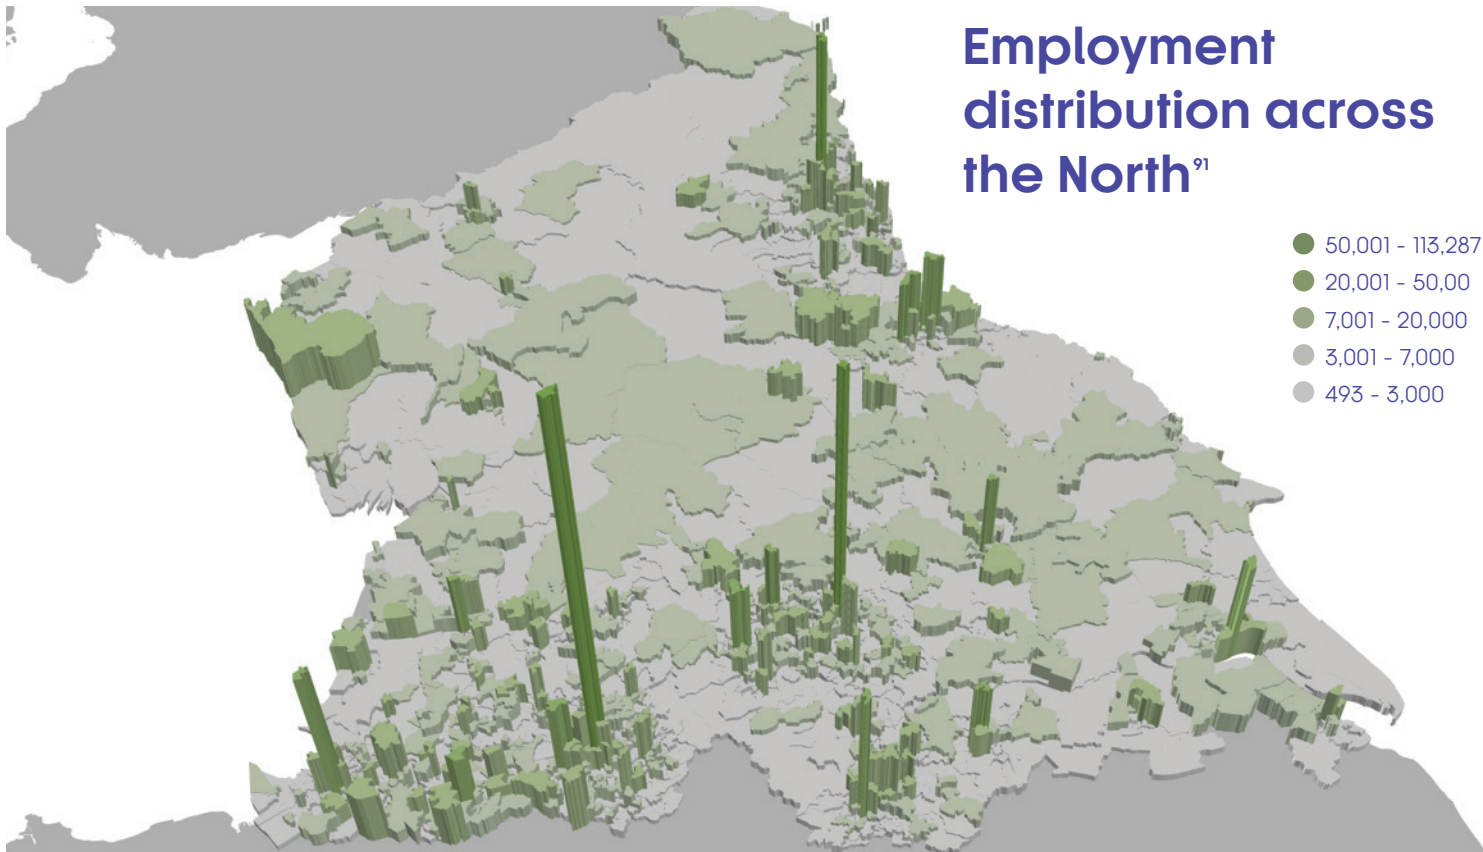 Employment
distribution across
the North⁹¹
50,001 - 113,287
20,001 - 50,00
7,001 - 20,000
3,001 - 7,000
493 - 3,000